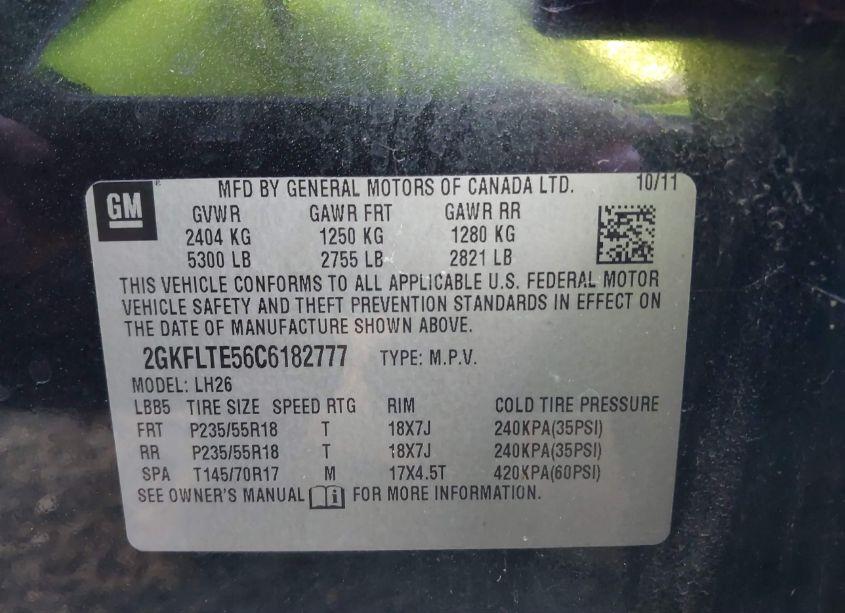 GM ® MFD BY GENERAL MOTORS OF CANADA LTD. 10/11
GVWR GAWR FRT GAWR RR
2404 KG 1250 KG 1280 KG
5300 LB 2755 LB 2821 LB
THIS VEHICLE CONFORMS TO ALL APPLICABLE U.S. FEDERAL MOTOR
VEHICLE SAFETY AND THEFT PREVENTION STANDARDS IN EFFECT ON
THE DATE OF MANUFACTURE SHOWN ABOVE.
2GKFLTE56C6182777 TYPE: M.P.V.
MODEL: LH26
LBB5 TIRE SIZE SPEED RTG RIM COLD TIRE PRESSURE
FRT P235/55R18 T 18X7J 240KPA(35PSI)
RR P235/55R18 T 18X7J 240KPA(35PSI)
SPA T145/70R17 M 17X4.5T 420KPA(60PSI)
SEE OWNER'S MANUAL FOR MORE INFORMATION.